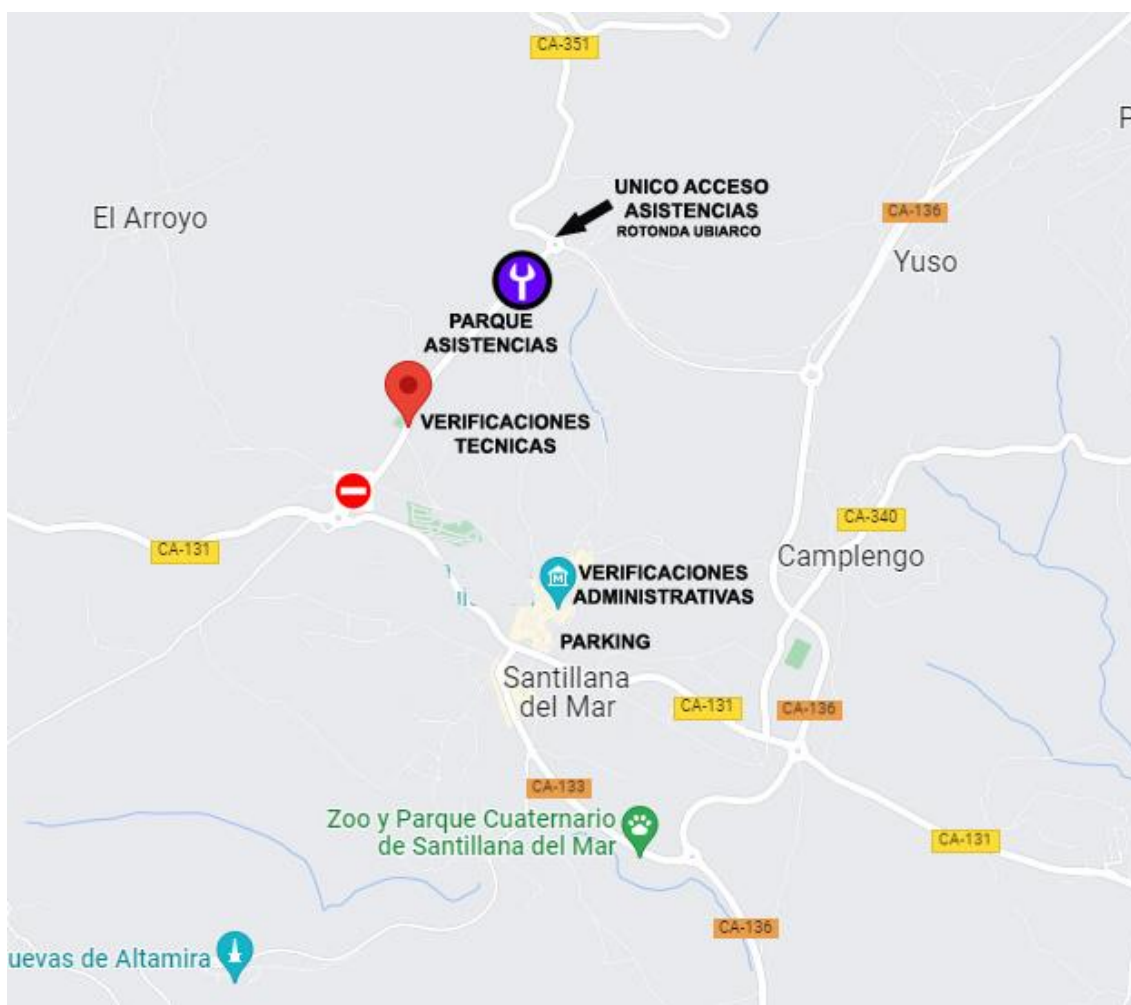 CA-351
P
UNICO ACCESO
ASISTENCIAS
ROTONDA UBIARCO
El Arroyo
CA-136
Yuso
PARQUE
ASISTENCIAS
VERIFICACIONES
TECNICAS
CA-340
CA-131
Camplengo
M
VERIFICACIONES
ADMINISTRATIVAS
PARKING
Santillana
del Mar
CA-131
CA-136
CA-133
Zoo y Parque Cuaternario
de Santillana del Mar
CA-131
CA-136
uevas de Altamira